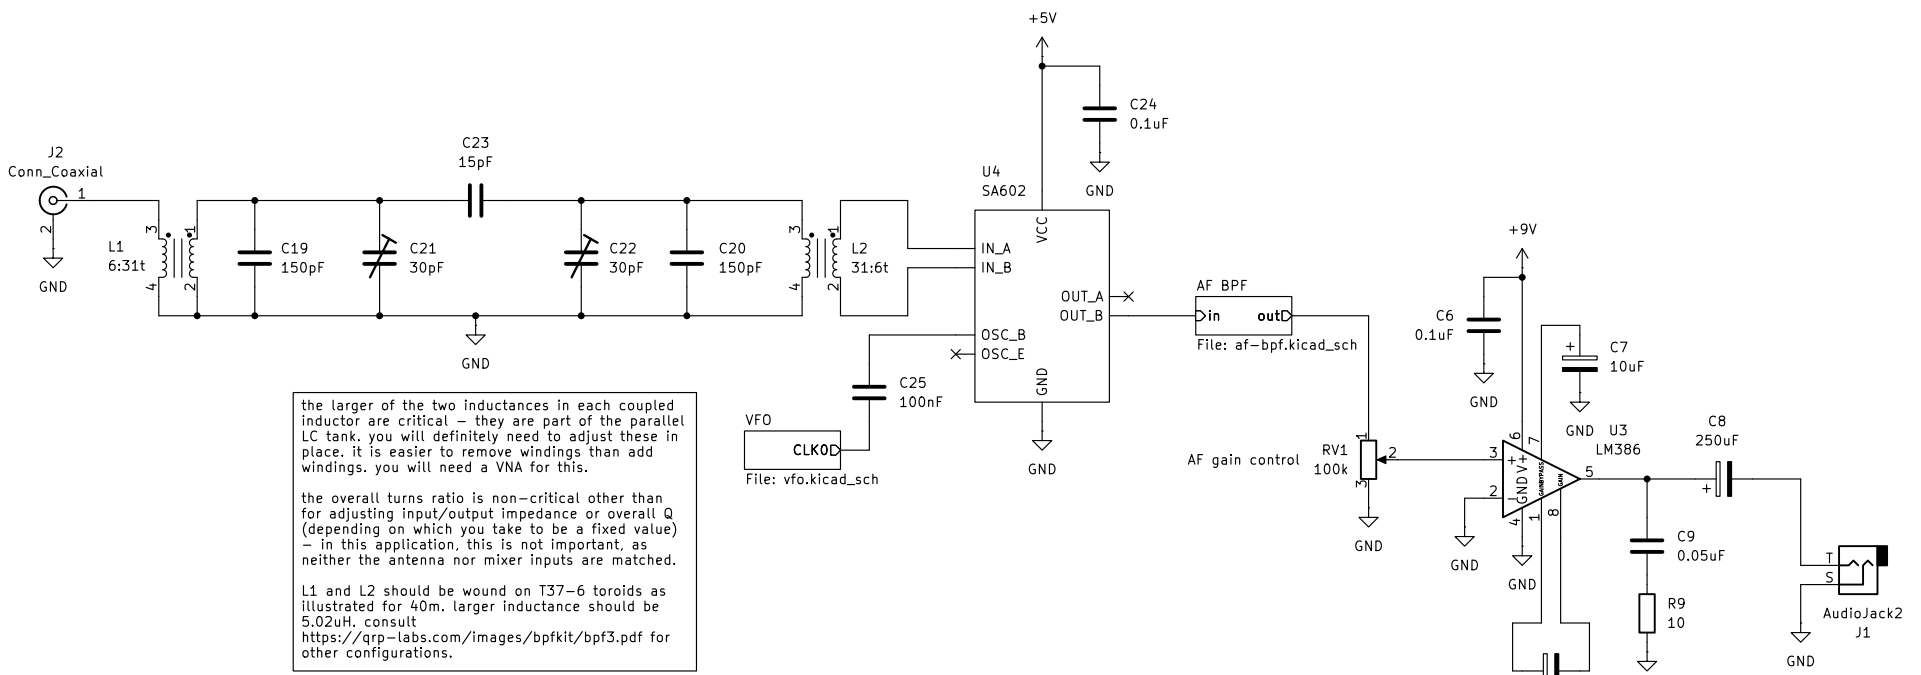 +5V
C24
0.1uF
GND
J2
Conn_Coaxial
1
2
GND
L1
6:31t
3
4
1
2
C19
150pF
C21
30pF
C23
15pF
GND
C22
30pF
C20
150pF
3
4
1
2
L2
31:6t
U4
SA602
VCC
IN_A
IN_B
OUT_A
OUT_B
OSC_B
OSC_E
GND
GND
C25
100nF
VFO
CLK0
File: vfo.kicad_sch
AF BPF
in
out
File: af-bpf.kicad_sch
AF gain control
RV1
100k
1
2
3
GND
+9V
C6
0.1uF
GND
C7
+
10uF
GND
U3
LM386
6
7
3
2
5
4
1
8
+
-
V+
GND
BYPASS
GAIN
GAIN
GND
GND
C8
250uF
+
C9
0.05uF
R9
10
T
S
AudioJack2
J1
GND
the larger of the two inductances in each coupled
inductor are critical – they are part of the parallel
LC tank. you will definitely need to adjust these in
place. it is easier to remove windings than add
windings. you will need a VNA for this.
the overall turns ratio is non-critical other than
for adjusting input/output impedance or overall Q
(depending on which you take to be a fixed value)
– in this application, this is not important, as
neither the antenna nor mixer inputs are matched.
L1 and L2 should be wound on T37-6 toroids as
illustrated for 40m. larger inductance should be
5.02uH. consult
https://qrp-labs.com/images/bpfkit/bpf3.pdf for
other configurations.